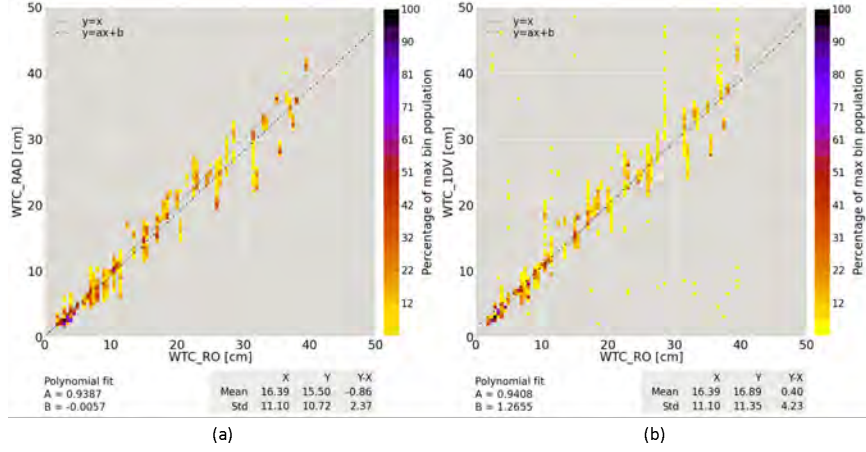 y=x
y=ax+b
50
40
30
20
10
0
WTC_RAD [cm]
0 10 20 30 40 50
WTC_RO [cm]
100
90
80
71
61
51
41
32
22
12
Percentage of max bin population
Polynomial fit
A = 0.9387
B = -0.0057
X Y Y-X
Mean 16.39 15.50 -0.86
Std 11.10 10.72 2.37
(a)
y=x
y=ax+b
50
40
30
20
10
0
WTC_1DV [cm]
0 10 20 30 40 50
WTC_RO [cm]
100
90
80
71
61
51
41
32
22
12
Percentage of max bin population
Polynomial fit
A = 0.9408
B = 1.2655
X Y Y-X
Mean 16.39 16.89 0.40
Std 11.10 11.35 4.23
(b)